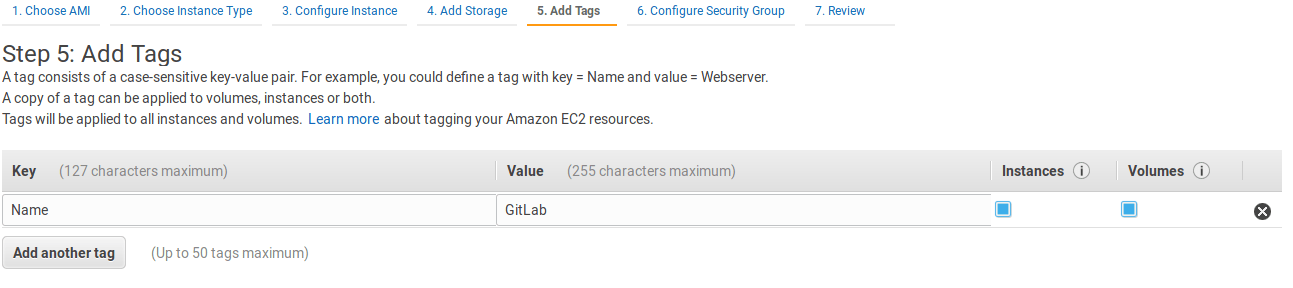 1. Choose AMI 2. Choose Instance Type 3. Configure Instance 4. Add Storage 5. Add Tags 6. Configure Security Group 7. Review
Step 5: Add Tags
A tag consists of a case-sensitive key-value pair. For example, you could define a tag with key = Name and value = Webserver.
A copy of a tag can be applied to volumes, instances or both.
Tags will be applied to all instances and volumes. Learn more about tagging your Amazon EC2 resources.
Key (127 characters maximum) Value (255 characters maximum) Instances i Volumes i
Name GitLab
Add another tag (Up to 50 tags maximum)